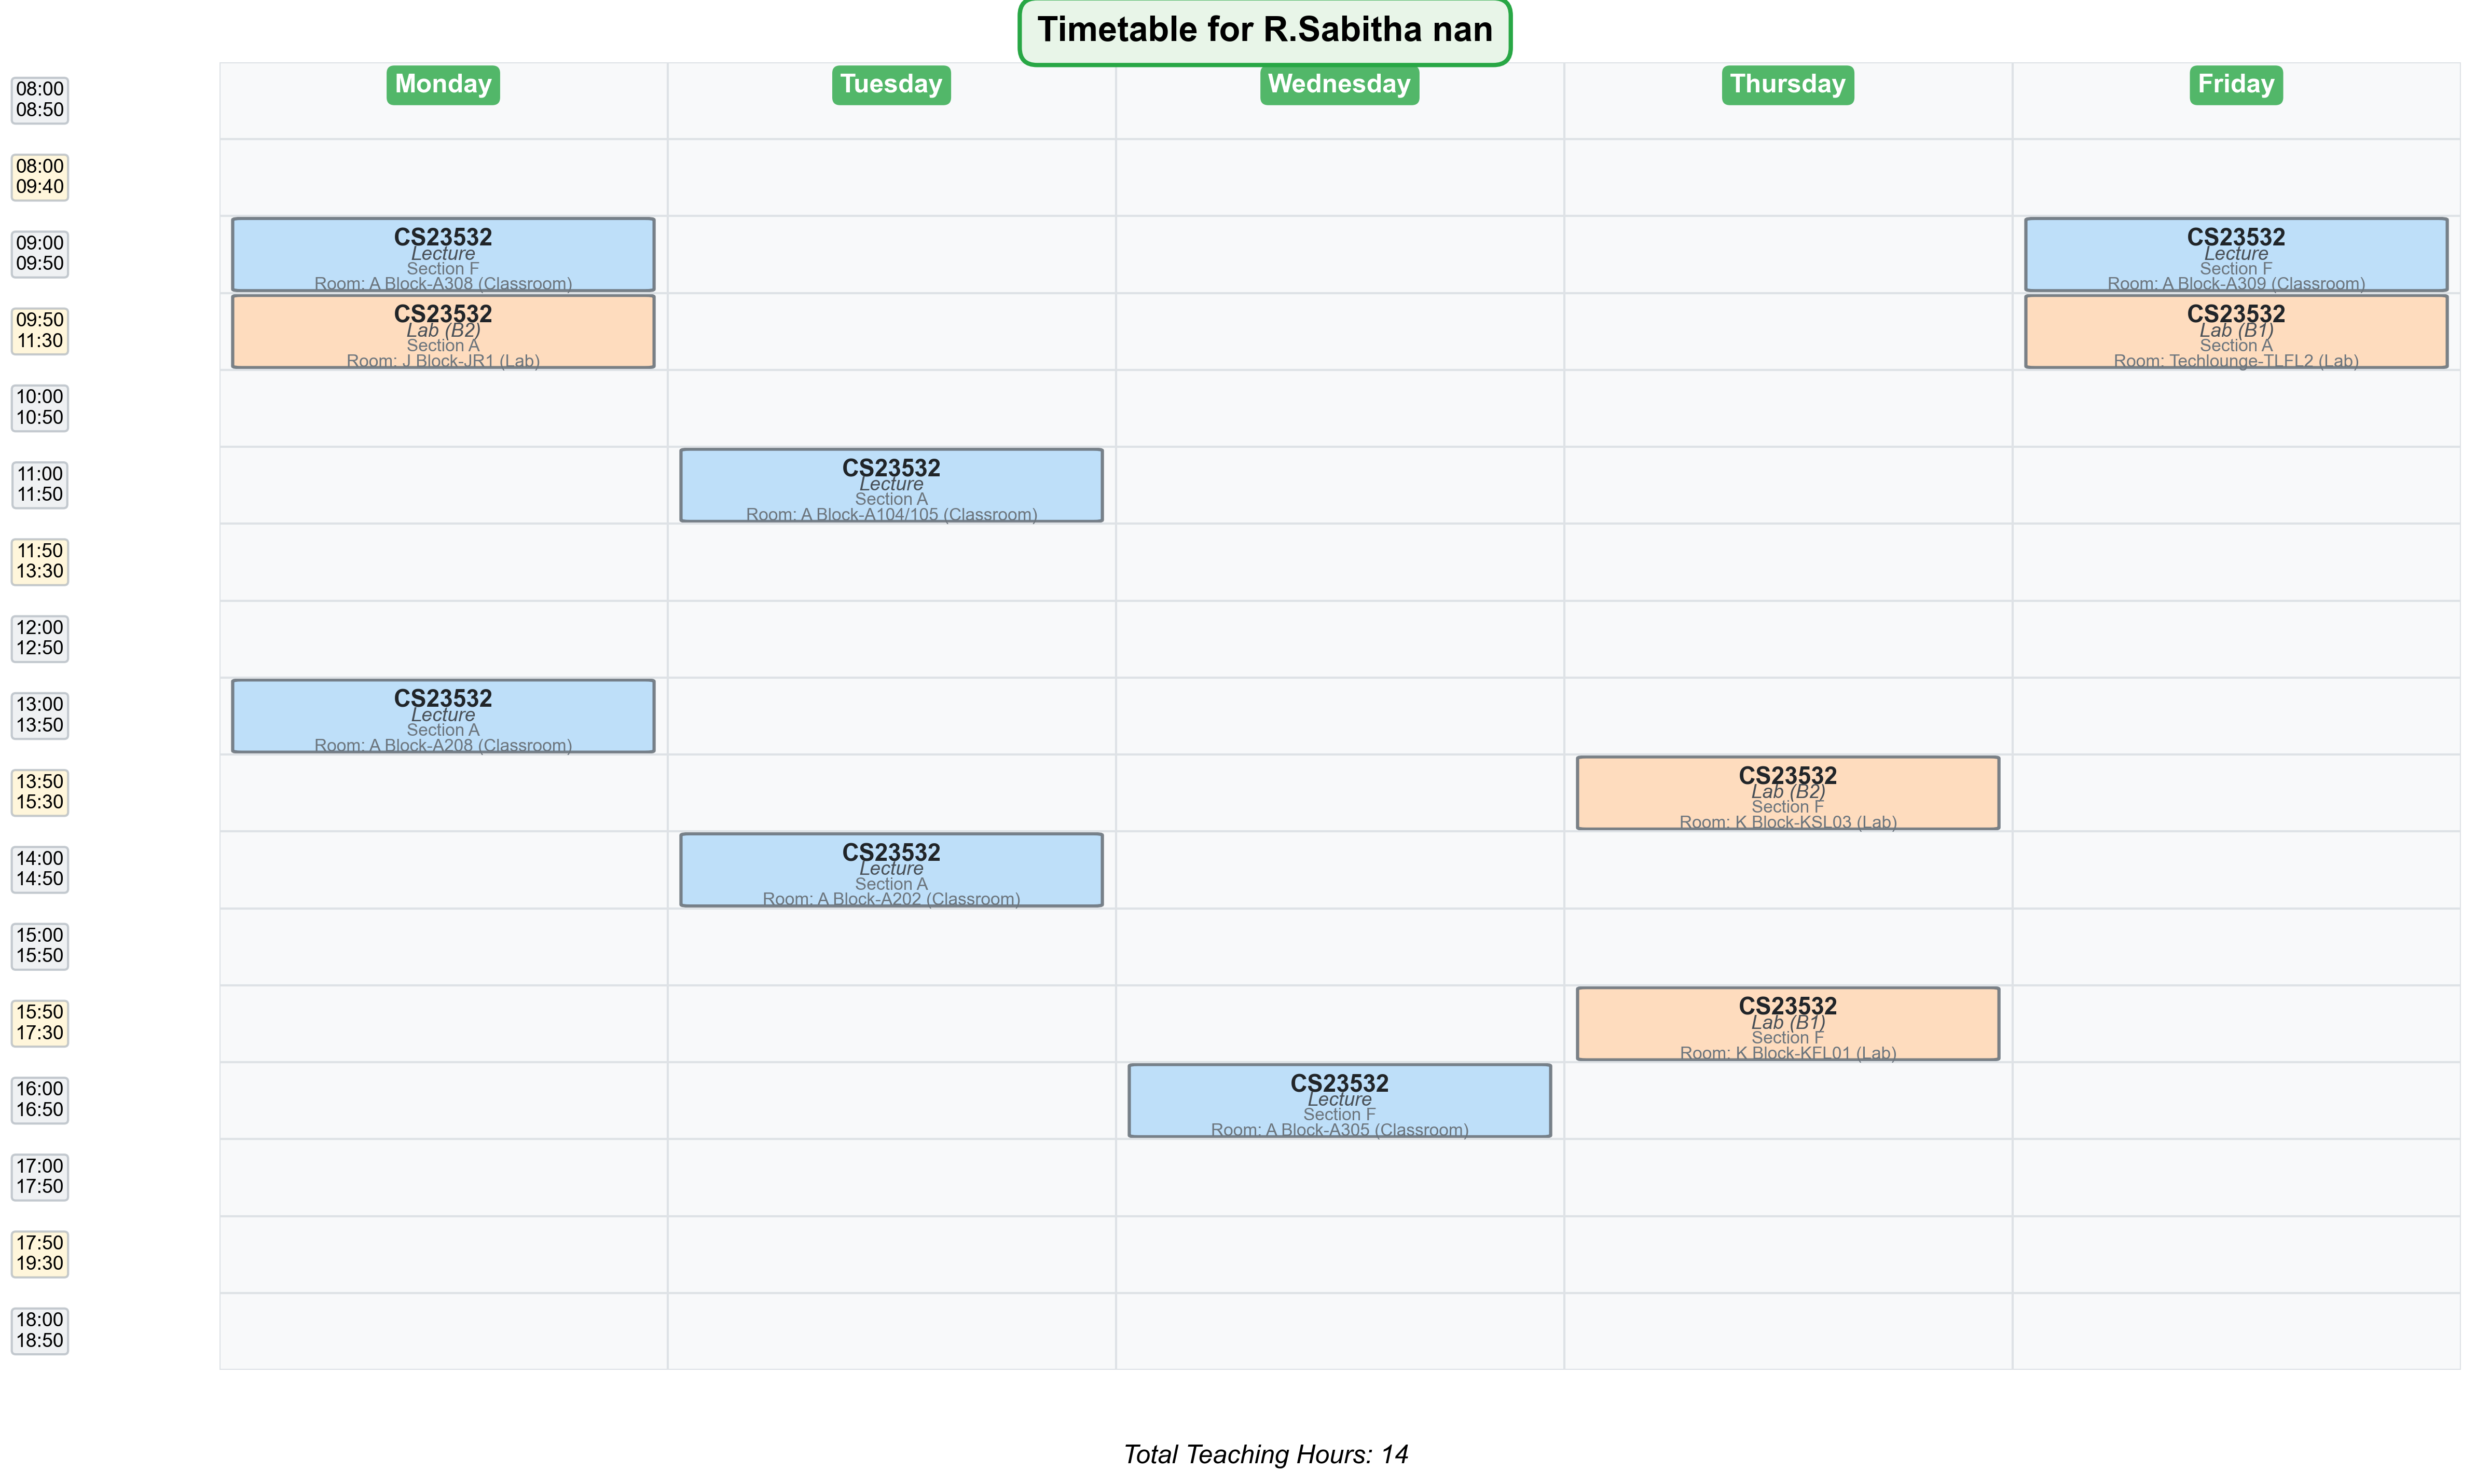 Timetable for R.Sabitha nan
Monday
Tuesday
Wednesday
Thursday
Friday
08:00
08:50
08:00
09:40
09:00
09:50
CS23532
Lecture
Section F
Room: A Block-A308 (Classroom)
CS23532
Lecture
Section F
Room: A Block-A309 (Classroom)
09:50
11:30
CS23532
Lab (B2)
Section A
Room: J Block-JR1 (Lab)
CS23532
Lab (B1)
Section A
Room: Techlounge-TLFL2 (Lab)
10:00
10:50
11:00
11:50
CS23532
Lecture
Section A
Room: A Block-A104/105 (Classroom)
11:50
13:30
12:00
12:50
13:00
13:50
CS23532
Lecture
Section A
Room: A Block-A208 (Classroom)
13:50
15:30
CS23532
Lab (B2)
Section F
Room: K Block-KSL03 (Lab)
14:00
14:50
CS23532
Lecture
Section A
Room: A Block-A202 (Classroom)
15:00
15:50
15:50
17:30
CS23532
Lab (B1)
Section F
Room: K Block-KFL01 (Lab)
16:00
16:50
CS23532
Lecture
Section F
Room: A Block-A305 (Classroom)
17:00
17:50
17:50
19:30
18:00
18:50
Total Teaching Hours: 14